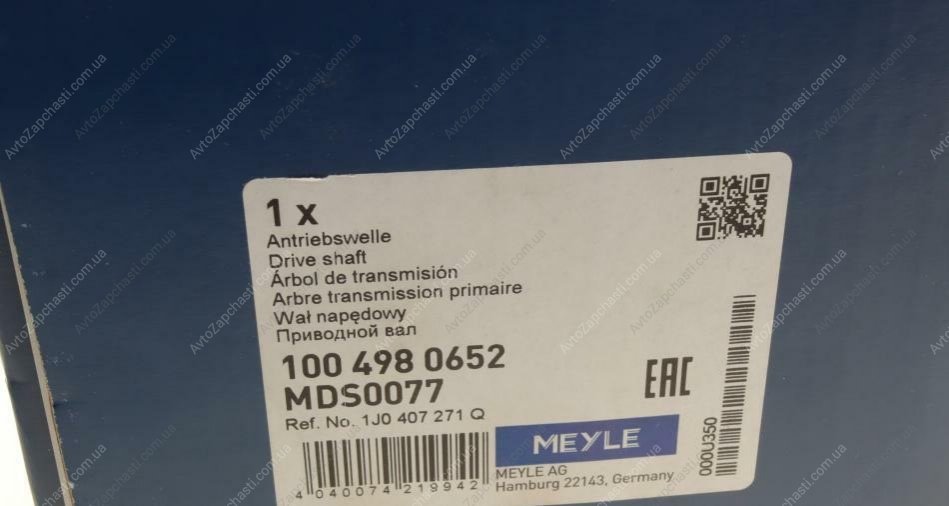 1 x
Antriebswelle
Drive shaft
Árbol de transmisión
Arbre transmission primaire
Wał napędowy
Приводной вал
100 498 0652
MDS0077
Ref. No. 1J0 407 271 Q
EAC
MEYLE
MEYLE AG
Hamburg 22143, Germany
4 040074 219942
000U350
AvtoZapchasti.com.ua